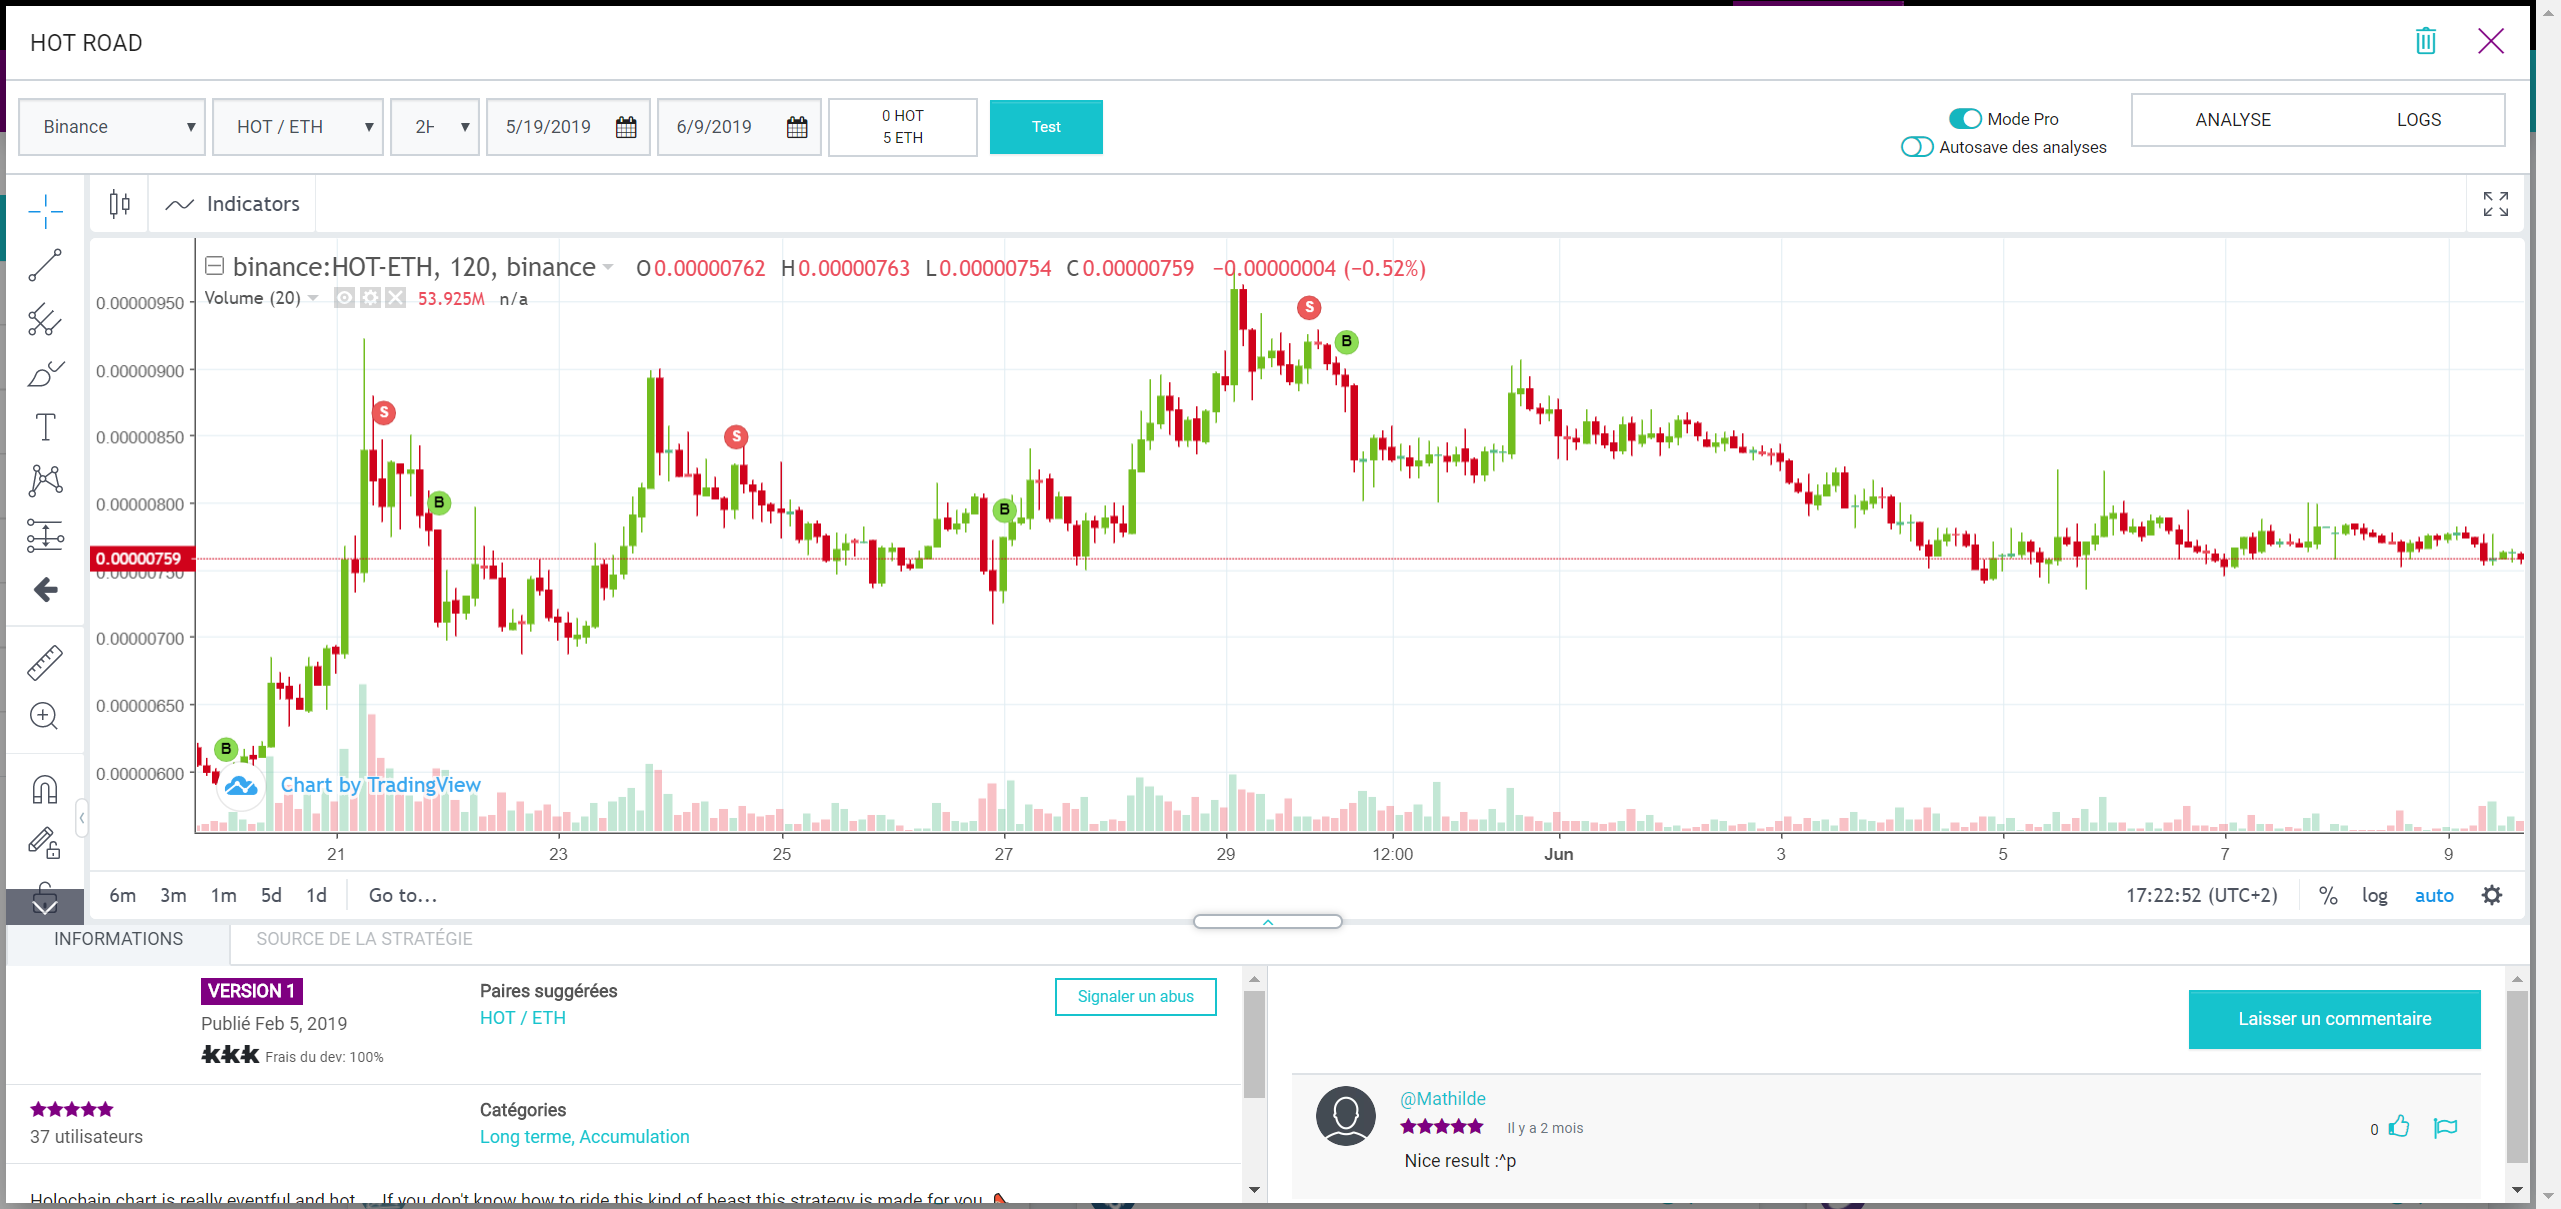 HOT ROAD
Binance
HOT / ETH
2H
5/19/2019
6/9/2019
0 HOT
5 ETH
Test
Mode Pro
Autosave des analyses
ANALYSE
LOGS
Indicators
binance:HOT-ETH, 120, binance O0.00000762 H0.00000763 L0.00000754 C0.00000759 −0.00000004 (−0.52%)
Volume (20) 53.925M n/a
0.00000950
0.00000900
0.00000850
0.00000800
0.00000759
0.00000750
0.00000700
0.00000650
0.00000600
S
B
S
B
S
B
B
Chart by TradingView
21 23 25 27 29 12:00 Jun 3 5 7 9
6m 3m 1m 5d 1d Go to...
17:22:52 (UTC+2) % log auto
INFORMATIONS
SOURCE DE LA STRATÉGIE
VERSION 1
Publié Feb 5, 2019
Frais du dev: 100%
Paires suggérées
HOT / ETH
Signaler un abus
37 utilisateurs
Catégories
Long terme, Accumulation
Holochain chart is really eventful and hot ... If you don't know how to ride this kind of beast this strategy is made for you
Laisser un commentaire
@Mathilde
Il y a 2 mois
0
Nice result :^p